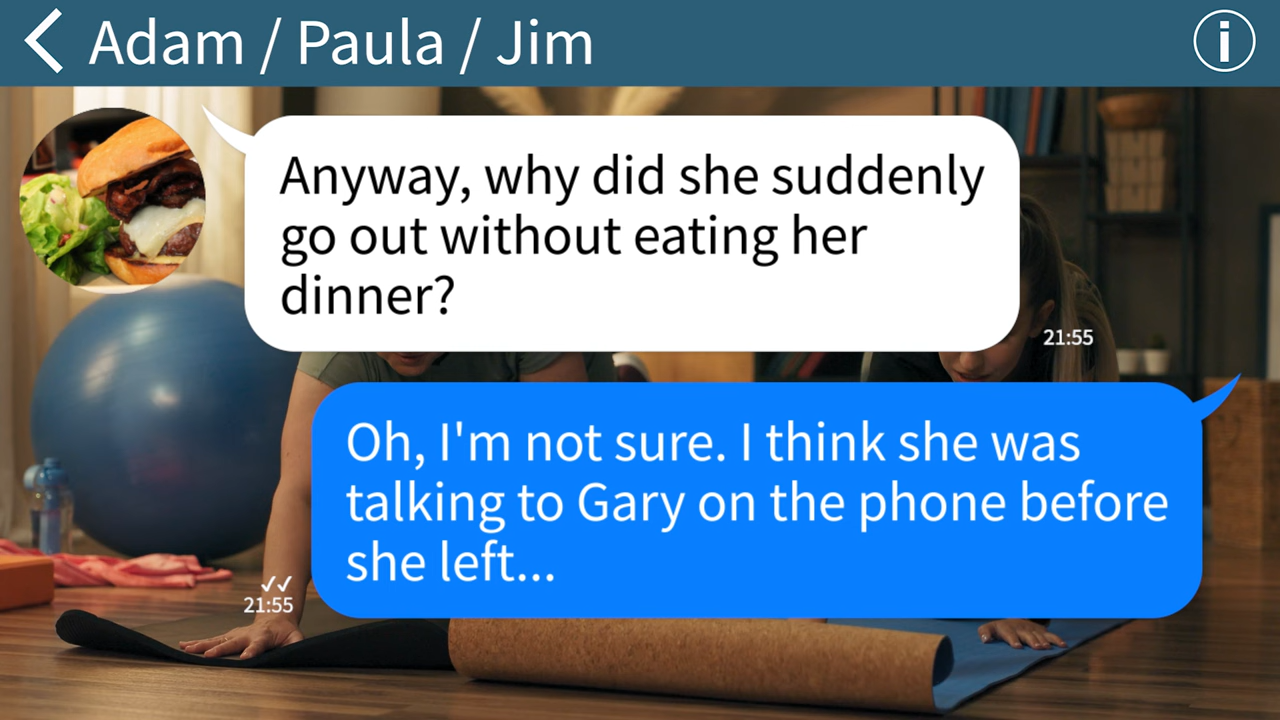 Adam / Paula / Jim
Anyway, why did she suddenly
go out without eating her
dinner?
21:55
Oh, I'm not sure. I think she was
talking to Gary on the phone before
she left...
21:55